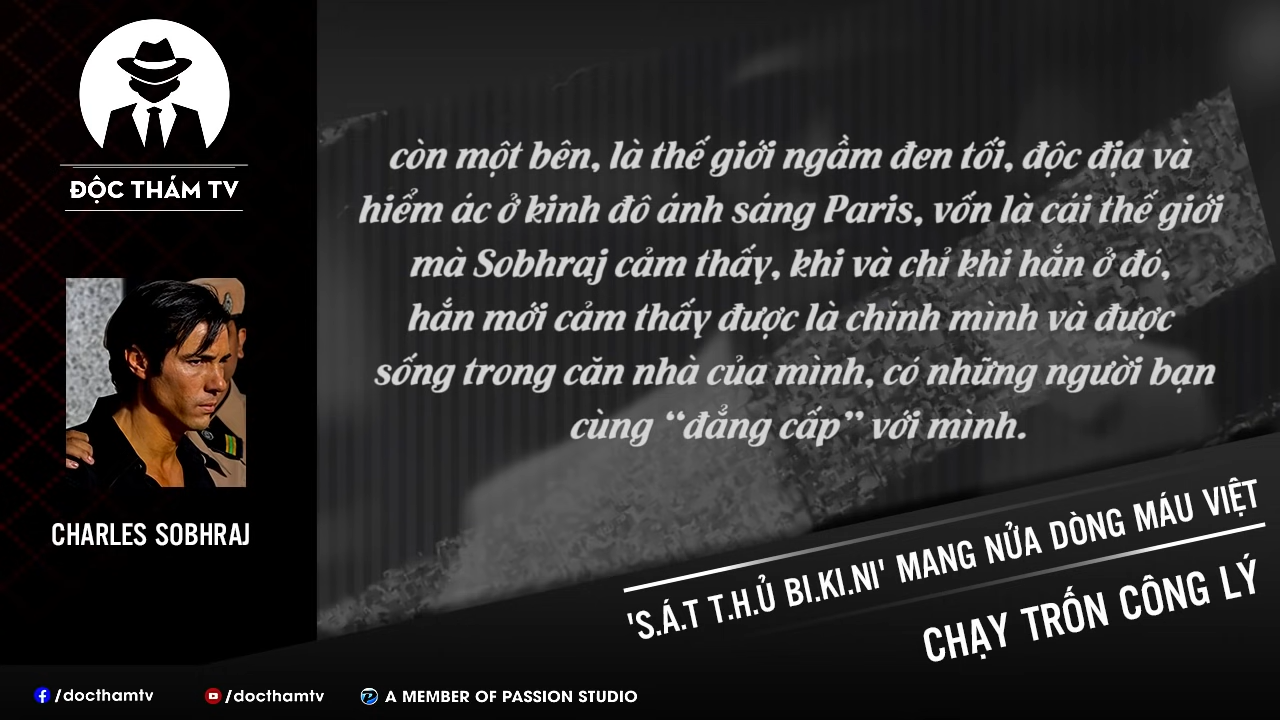 ĐỘC THÁM TV
CHARLES SOBHRAJ
còn một bên, là thế giới ngầm đen tối, độc địa và
hiểm ác ở kinh đô ánh sáng Paris, vốn là cái thế giới
mà Sobhraj cảm thấy, khi và chỉ khi hắn ở đó,
hắn mới cảm thấy được là chính mình và được
sống trong căn nhà của mình, có những người bạn
cùng “đẳng cấp” với mình.
'S.Á.T T.H.Ủ BI.KI.NI' MANG NỬA DÒNG MÁU VIỆT
CHẠY TRỐN CÔNG LÝ
/docthamtv
/docthamtv
A MEMBER OF PASSION STUDIO